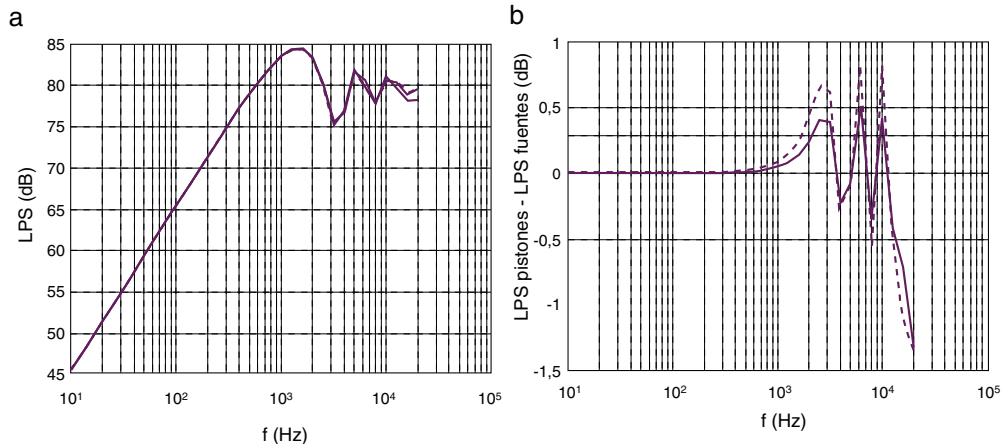 a
85
80
75
70
65
60
55
50
45
LPS (dB)
10¹ 10² 10³ 10⁴ 10⁵
f (Hz)
b
1
0,5
0
-0,5
-1
-1,5
LPS pistones - LPS fuentes (dB)
10¹ 10² 10³ 10⁴ 10⁵
f (Hz)